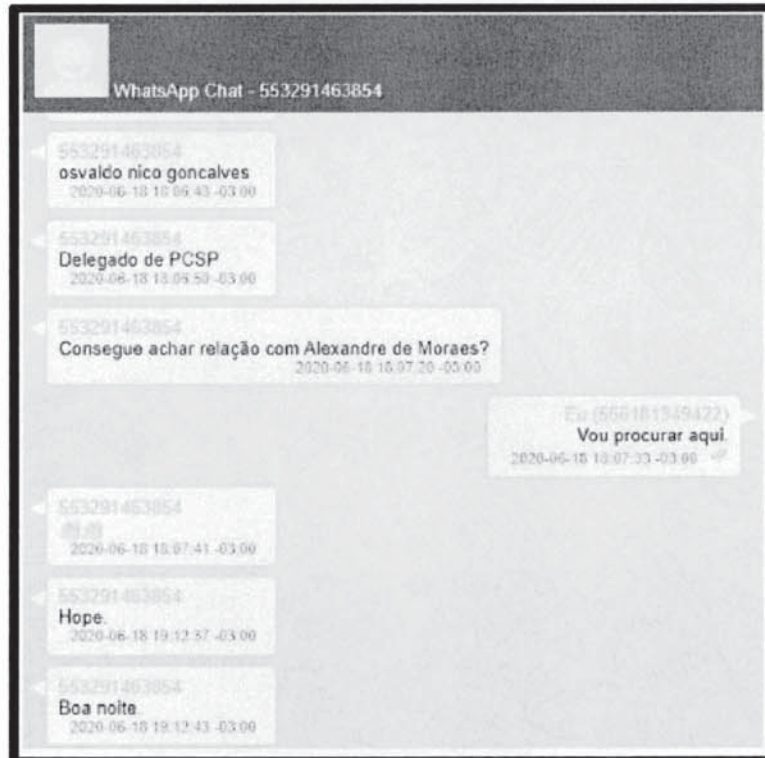 WhatsApp Chat - 553291463854
553291463854
osvaldo nico goncalves
2020-06-18 18:06:43 -03:00
553291463854
Delegado de PCSP
2020-06-18 18:06:50 -03:00
553291463854
Consegue achar relação com Alexandre de Moraes?
2020-06-18 18:07:20 -03:00
Eu (556181349422)
Vou procurar aqui.
2020-06-18 18:07:33 -03:00
553291463854
2020-06-18 18:07:41 -03:00
553291463854
Hope.
2020-06-18 19:12:37 -03:00
553291463854
Boa noite.
2020-06-18 19:12:43 -03:00